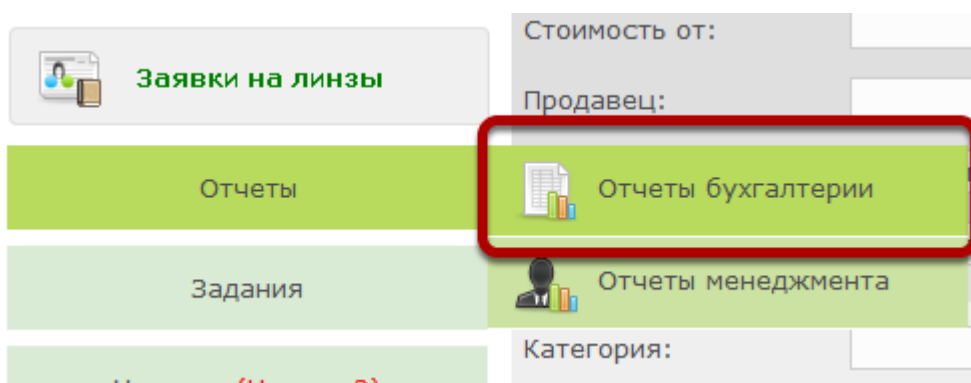 Стоимость от:
Заявки на линзы
Продавец:
Отчеты
Отчеты бухгалтерии
Задания
Отчеты менеджмента
Категория: